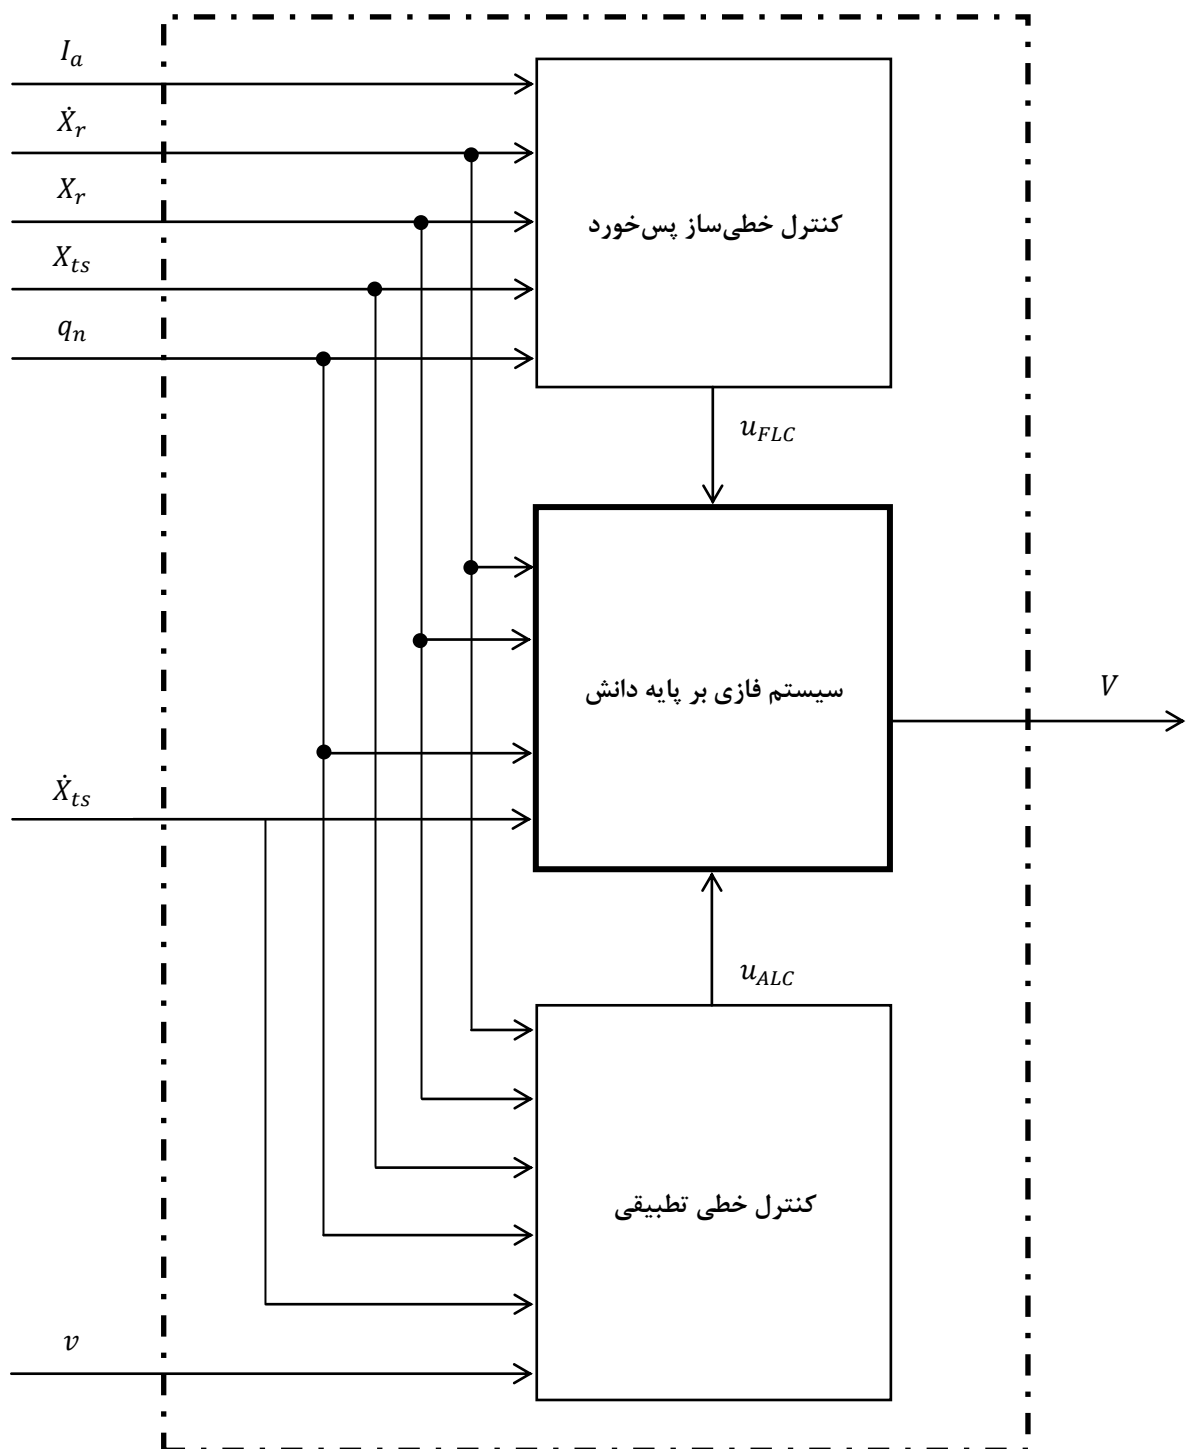 I_a
Ẋ_r
X_r
X_ts
q_n
کنترل خطی‌ساز پس‌خورد
u_FLC
سیستم فازی بر پایه دانش
V
Ẋ_ts
u_ALC
کنترل خطی تطبیقی
v